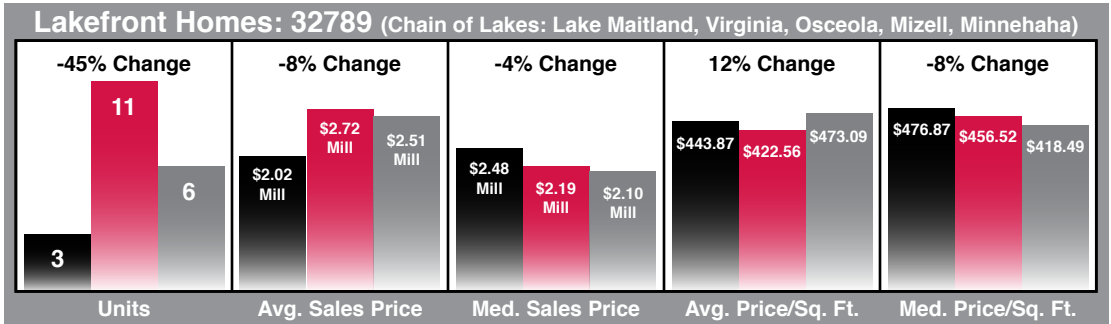 Lakefront Homes: 32789 (Chain of Lakes: Lake Maitland, Virginia, Osceola, Mizell, Minnehaha)
-45% Change
3
11
6
Units
-8% Change
$2.02
Mill
$2.72
Mill
$2.51
Mill
Avg. Sales Price
-4% Change
$2.48
Mill
$2.19
Mill
$2.10
Mill
Med. Sales Price
12% Change
$443.87
$422.56
$473.09
Avg. Price/Sq. Ft.
-8% Change
$476.87
$456.52
$418.49
Med. Price/Sq. Ft.